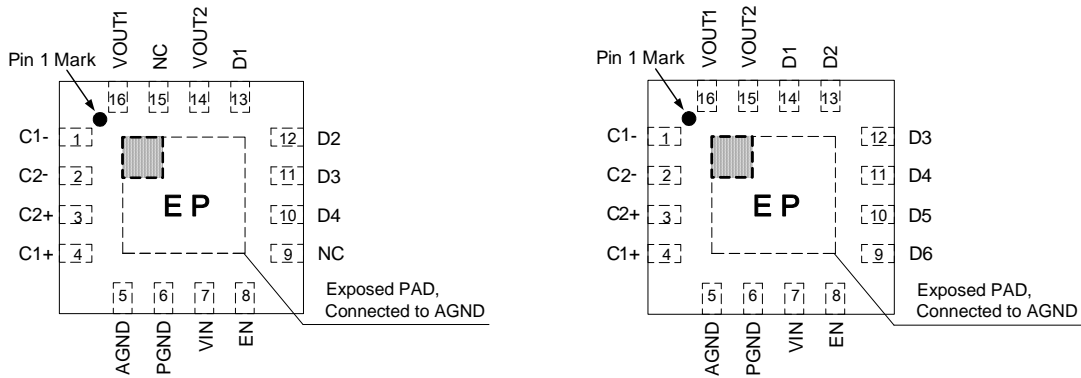 VOUT1
NC
VOUT2
D1
Pin 1 Mark
16
15
14
13
C1-
1
C2-
2
C2+
3
C1+
4
12
D2
11
D3
10
D4
9
NC
EP
5
6
7
8
AGND
PGND
VIN
EN
Exposed PAD,
Connected to AGND
VOUT1
VOUT2
D1
D2
Pin 1 Mark
16
15
14
13
C1-
1
C2-
2
C2+
3
C1+
4
12
D3
11
D4
10
D5
9
D6
EP
5
6
7
8
AGND
PGND
VIN
EN
Exposed PAD,
Connected to AGND